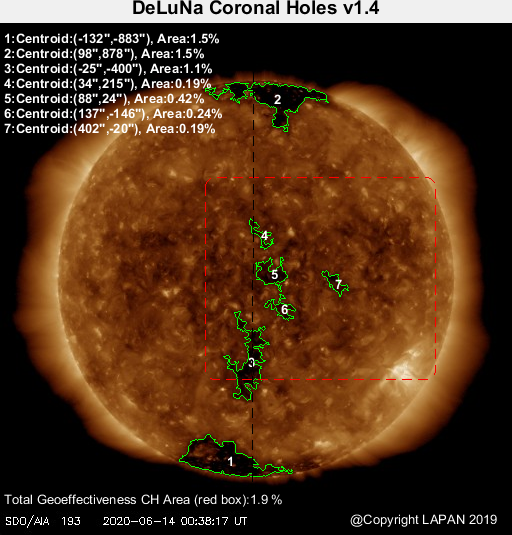 DeLuNa Coronal Holes v1.4
1:Centroid:(-132",-883"), Area:1.5%
2:Centroid:(98",878"), Area:1.5%
3:Centroid:(-25",-400"), Area:1.1%
4:Centroid:(34",215"), Area:0.19%
5:Centroid:(88",24"), Area:0.42%
6:Centroid:(137",-146"), Area:0.24%
7:Centroid:(402",-20"), Area:0.19%
2
4
5
7
6
3
1
Total Geoeffectiveness CH Area (red box):1.9 %
SDO/AIA 193 2020-06-14 00:38:17 UT
@Copyright LAPAN 2019